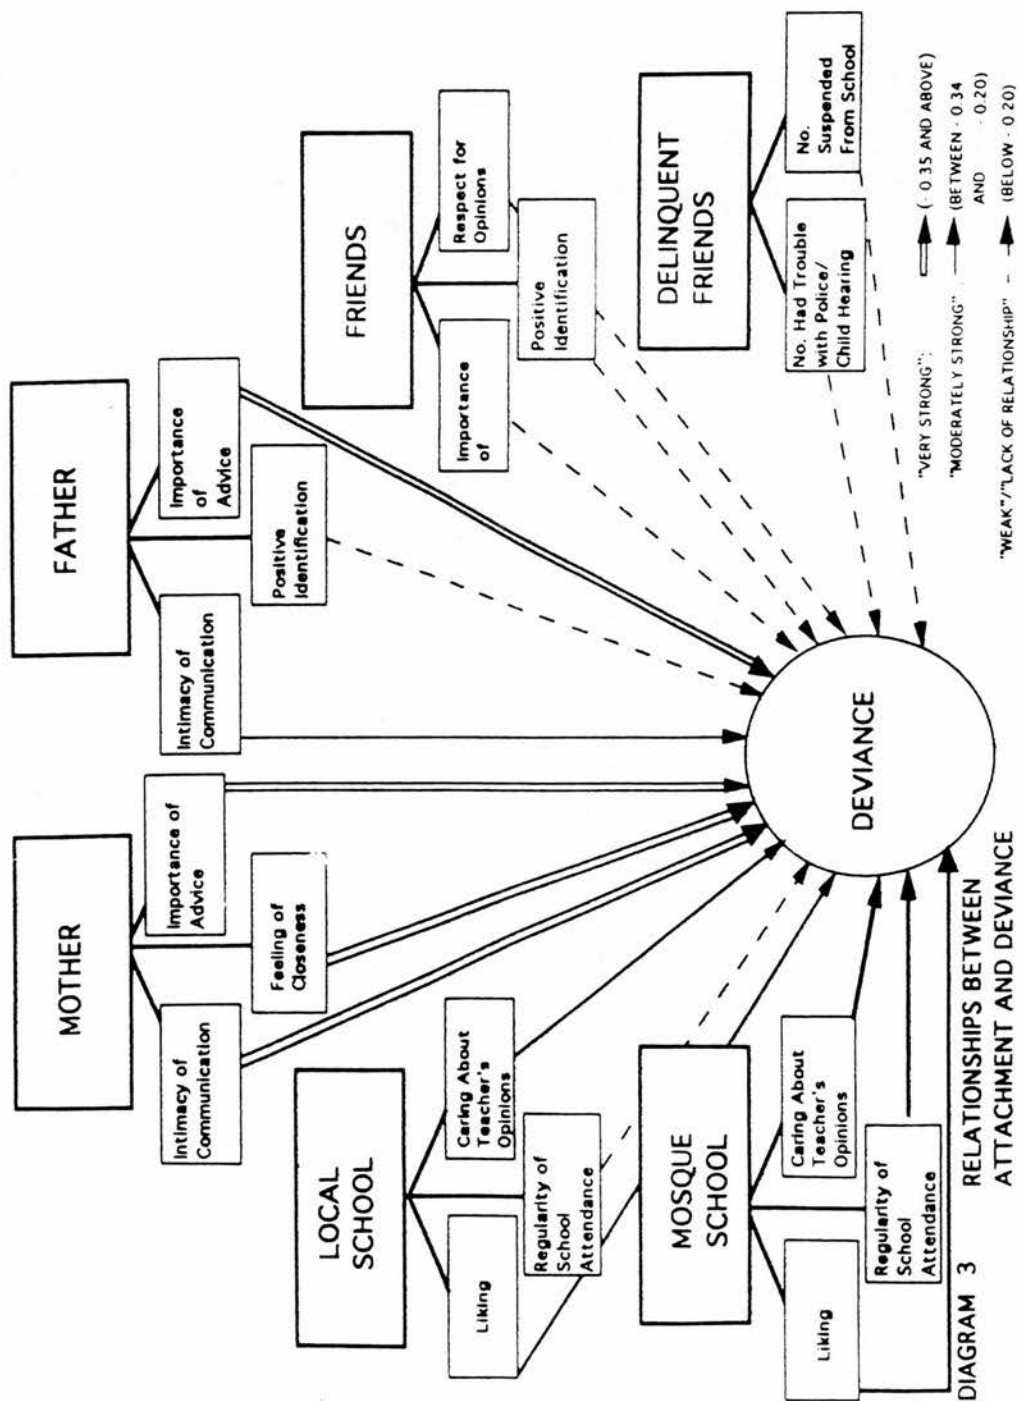 MOTHER
Intimacy of
Communication
Feeling of
Closeness
Importance of
Advice
FATHER
Intimacy of
Communication
Positive
Identification
Importance
of
Advice
LOCAL
SCHOOL
Liking
Regularity of
School
Attendance
Caring About
Teacher's
Opinions
FRIENDS
Importance
of
Positive
Identification
Respect for
Opinions
MOSQUE
SCHOOL
Liking
Regularity of
School
Attendance
Caring About
Teacher's
Opinions
DELINQUENT
FRIENDS
No. Had Trouble
with Police/
Child Hearing
No.
Suspended
From School
DEVIANCE
"VERY STRONG": (- 0.35 AND ABOVE)
"MODERATELY STRONG" (BETWEEN - 0.34
AND - 0.20)
"WEAK"/"LACK OF RELATIONSHIP" (BELOW - 0.20)
DIAGRAM 3 RELATIONSHIPS BETWEEN
ATTACHMENT AND DEVIANCE